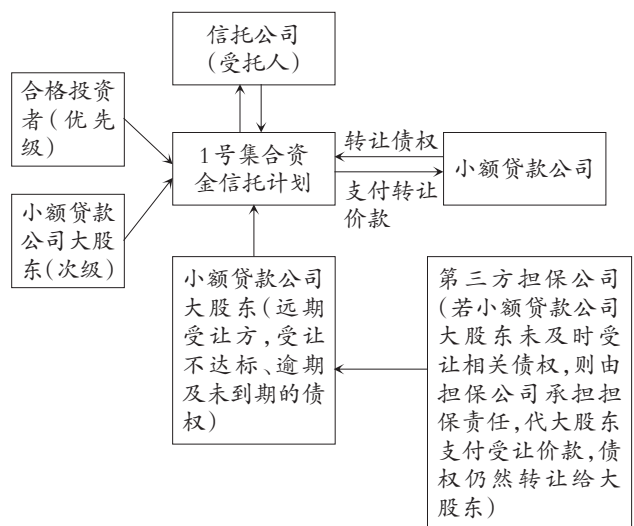 信托公司
(受托人)
合格投资
者(优先
级)
1号集合资
金信托计划
转让债权
支付转让
价款
小额贷款公司
小额贷款
公司大股
东(次级)
小额贷款公司
大股东(远期
受让方,受让
不达标、逾期
及未到期的债
权)
第三方担保公司
(若小额贷款公司
大股东未及时受
让相关债权,则由
担保公司承担担
保责任,代大股东
支付受让价款,债
权仍然转让给大
股东)